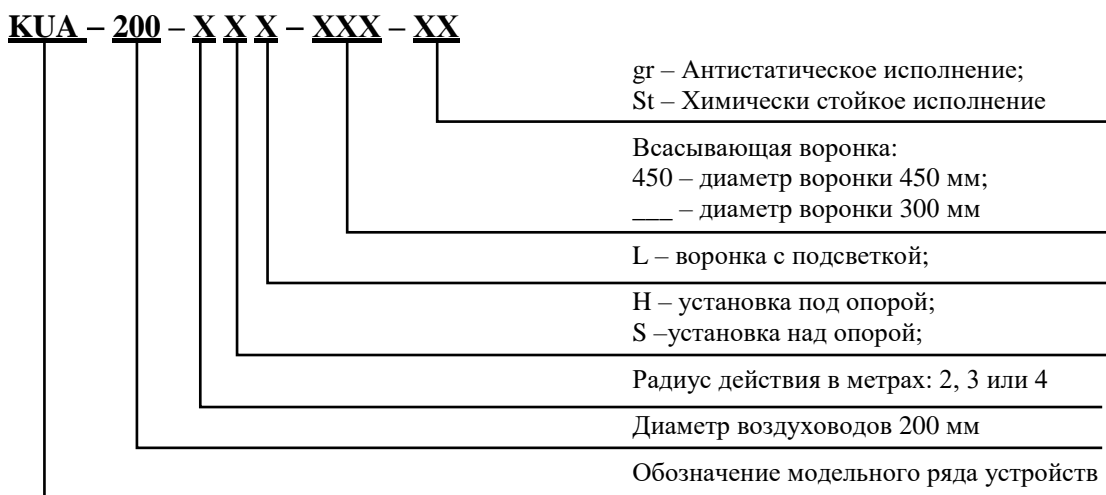 KUA – 200 – X X X – XXX – XX
gr – Антистатическое исполнение;
St – Химически стойкое исполнение
Всасывающая воронка:
450 – диаметр воронки 450 мм;
___ – диаметр воронки 300 мм
L – воронка с подсветкой;
H – установка под опорой;
S –установка над опорой;
Радиус действия в метрах: 2, 3 или 4
Диаметр воздуховодов 200 мм
Обозначение модельного ряда устройств